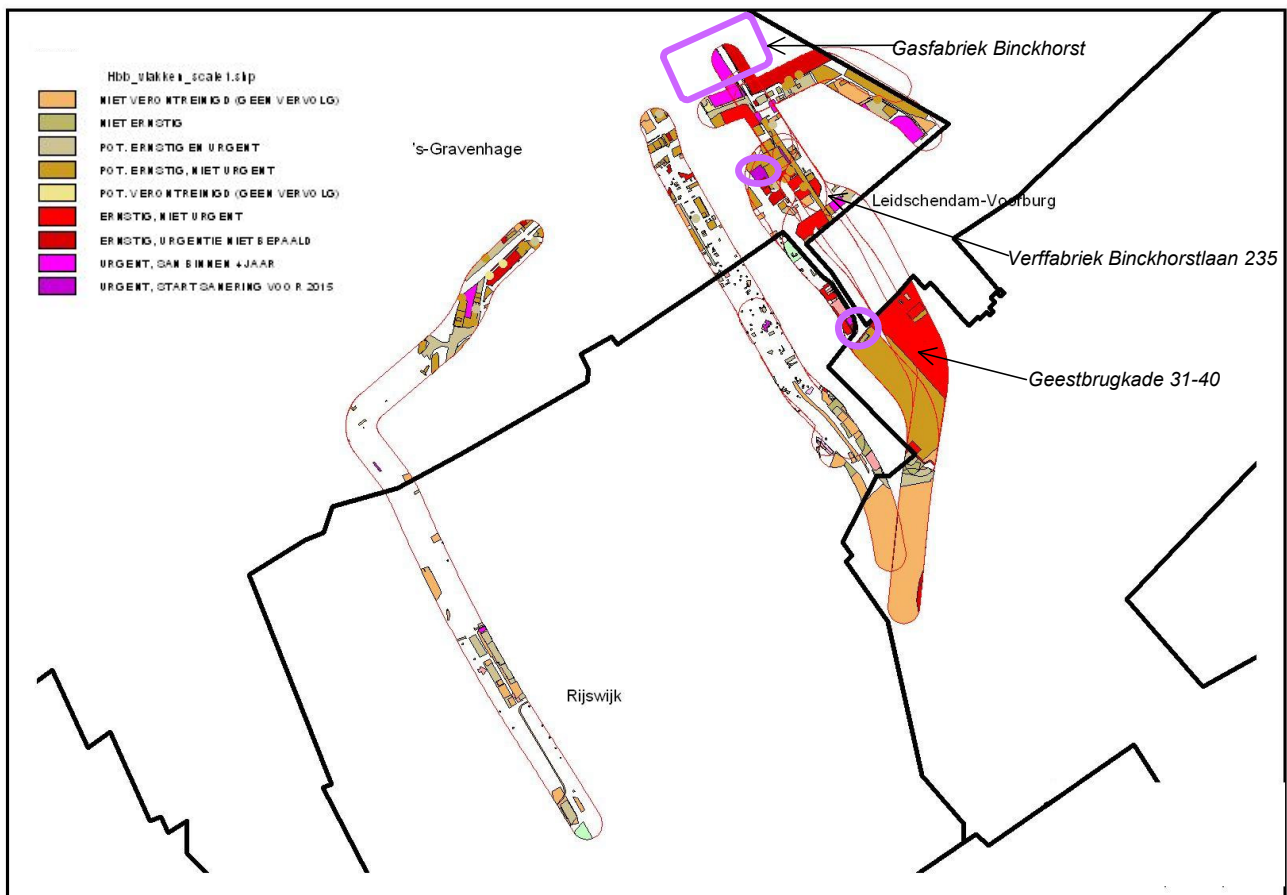 Hbb_vlakken_scale1.shp
NIET VERONTREINIGD (GEEN VERVOLG)
NIET ERNSTIG
POT. ERNSTIG EN URGENT
POT. ERNSTIG, NIET URGENT
POT. VERONTREINIGD (GEEN VERVOLG)
ERNSTIG, NIET URGENT
ERNSTIG, URGENTIE NIET BEPAALD
URGENT, SAN BINNEN 4 JAAR
URGENT, START SANERING VOOR 2015
Gasfabriek Binckhorst
's-Gravenhage
Leidschendam-Voorburg
Verffabriek Binckhorstlaan 235
Geestbrugkade 31-40
Rijswijk